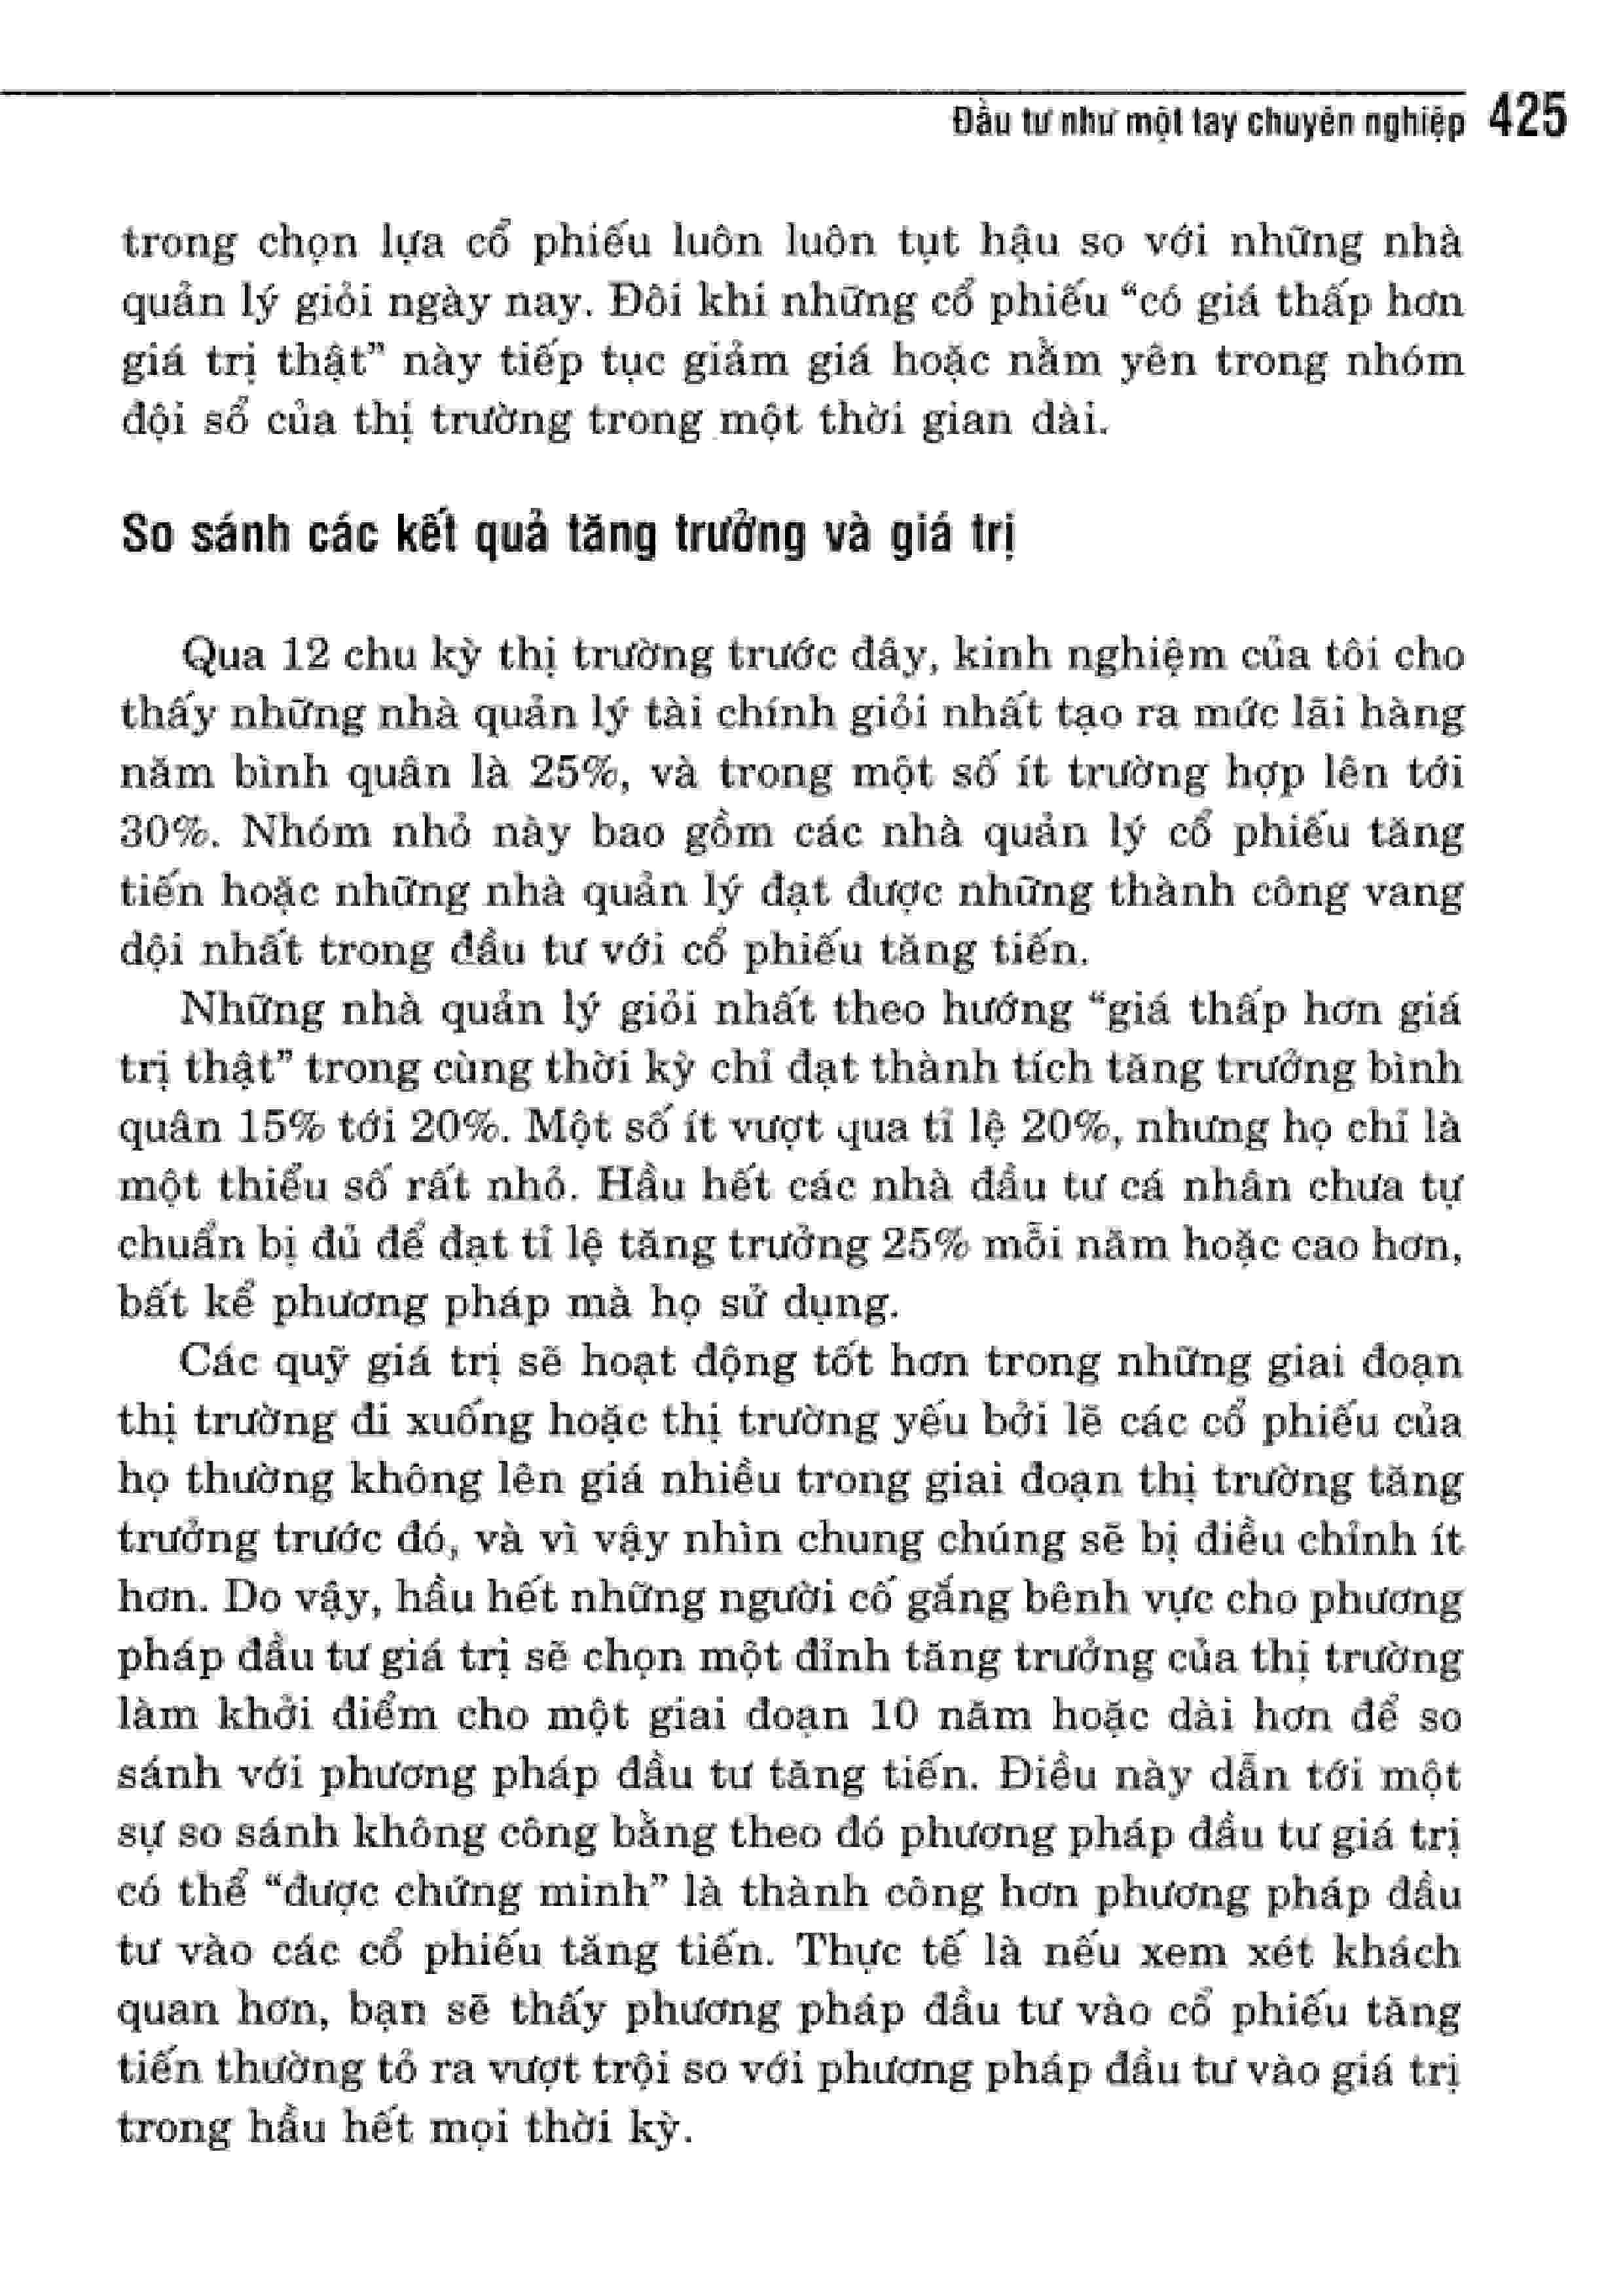 Đầu tư như một tay chuyên nghiệp 425
trong chọn lựa cổ phiếu luôn luôn tụt hậu so với những nhà
quản lý giỏi ngày nay. Đôi khi những cổ phiếu “có giá thấp hơn
giá trị thật” này tiếp tục giảm giá hoặc nằm yên trong nhóm
đội sổ của thị trường trong một thời gian dài.
So sánh các kết quả tăng trưởng và giá trị
Qua 12 chu kỳ thị trường trước đây, kinh nghiệm của tôi cho
thấy những nhà quản lý tài chính giỏi nhất tạo ra mức lãi hàng
năm bình quân là 25%, và trong một số ít trường hợp lên tới
30%. Nhóm nhỏ này bao gồm các nhà quản lý cổ phiếu tăng
tiến hoặc những nhà quản lý đạt được những thành công vang
dội nhất trong đầu tư với cổ phiếu tăng tiến.
Những nhà quản lý giỏi nhất theo hướng “giá thấp hơn giá
trị thật” trong cùng thời kỳ chỉ đạt thành tích tăng trưởng bình
quân 15% tới 20%. Một số ít vượt qua tỉ lệ 20%, nhưng họ chỉ là
một thiểu số rất nhỏ. Hầu hết các nhà đầu tư cá nhân chưa tự
chuẩn bị đủ để đạt tỉ lệ tăng trưởng 25% mỗi năm hoặc cao hơn,
bất kể phương pháp mà họ sử dụng.
Các quỹ giá trị sẽ hoạt động tốt hơn trong những giai đoạn
thị trường đi xuống hoặc thị trường yếu bởi lẽ các cổ phiếu của
họ thường không lên giá nhiều trong giai đoạn thị trường tăng
trưởng trước đó, và vì vậy nhìn chung chúng sẽ bị điều chỉnh ít
hơn. Do vậy, hầu hết những người cố gắng bênh vực cho phương
pháp đầu tư giá trị sẽ chọn một đỉnh tăng trưởng của thị trường
làm khởi điểm cho một giai đoạn 10 năm hoặc dài hơn để so
sánh với phương pháp đầu tư tăng tiến. Điều này dẫn tới một
sự so sánh không công bằng theo đó phương pháp đầu tư giá trị
có thể “được chứng minh” là thành công hơn phương pháp đầu
tư vào các cổ phiếu tăng tiến. Thực tế là nếu xem xét khách
quan hơn, bạn sẽ thấy phương pháp đầu tư vào cổ phiếu tăng
tiến thường tỏ ra vượt trội so với phương pháp đầu tư vào giá trị
trong hầu hết mọi thời kỳ.